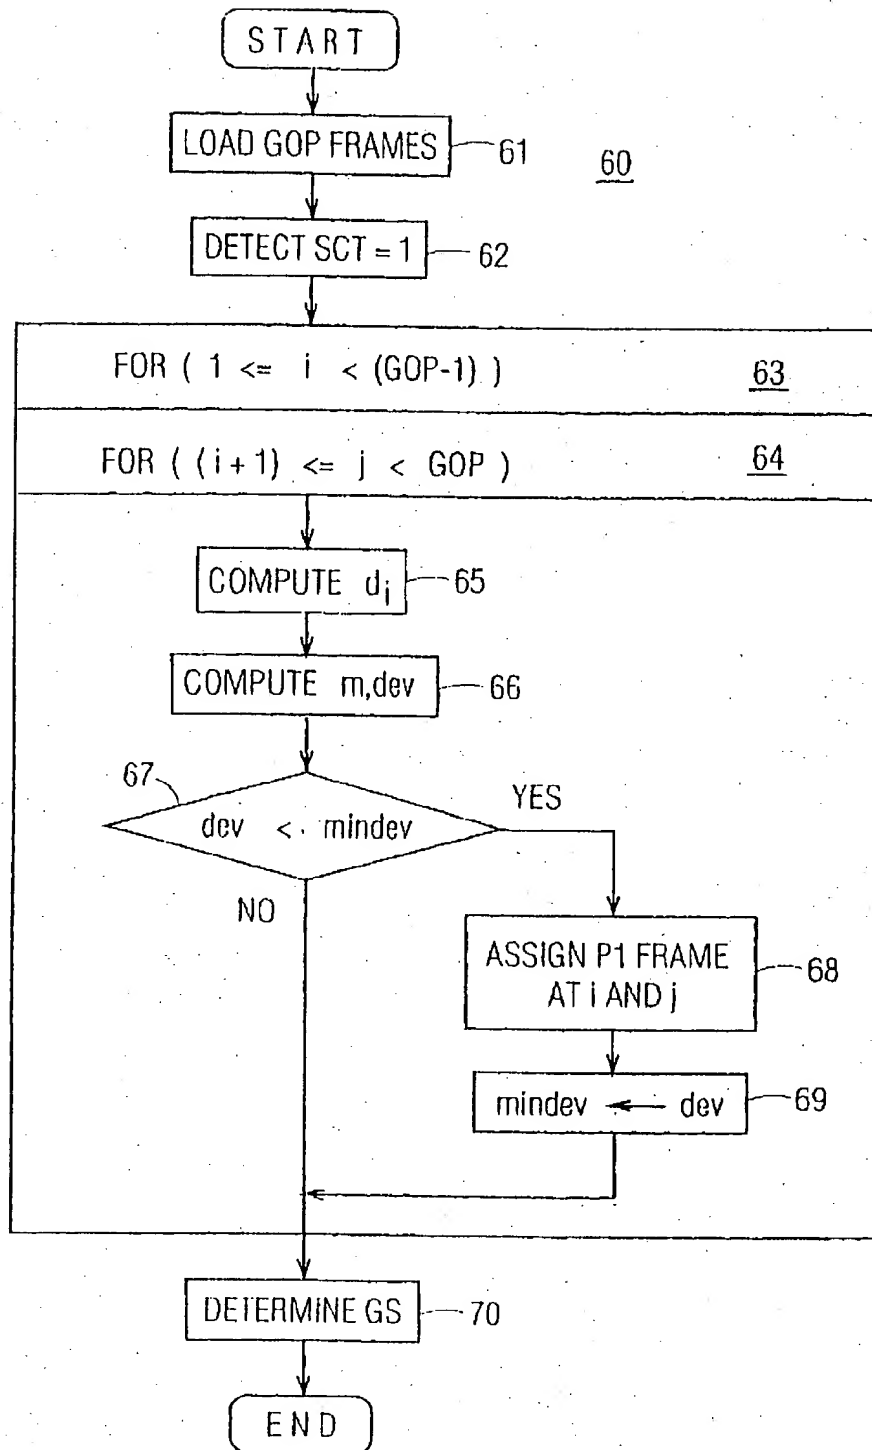 START
LOAD GOP FRAMES 61
60
DETECT SCT = 1 62
FOR ( 1 <= i < (GOP-1) ) 63
FOR ( (i + 1) <= j < GOP ) 64
COMPUTE di 65
COMPUTE m,dev 66
67
dev < mindev
YES
NO
ASSIGN P1 FRAME
AT i AND j
68
mindev ← dev 69
DETERMINE GS 70
END